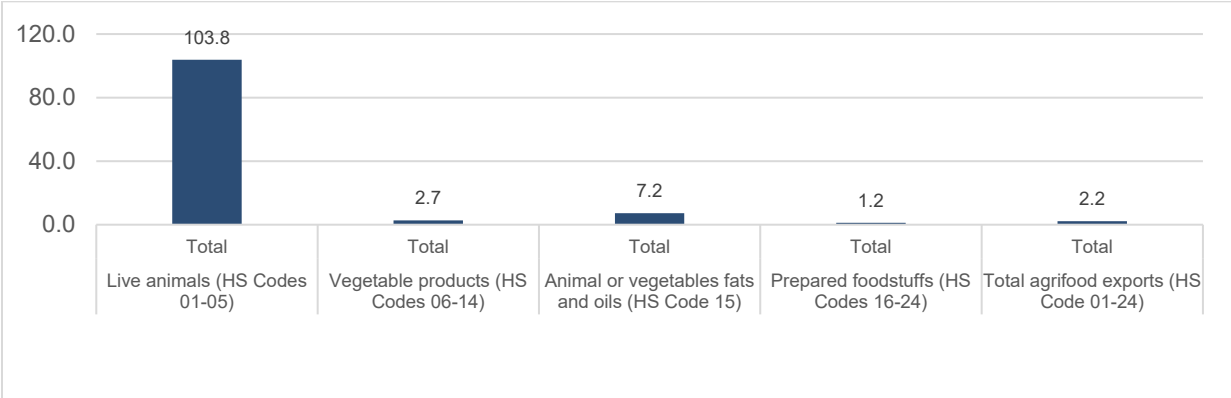 120.0
103.8
80.0
40.0
7.2
2.7
2.2
1.2
0.0
Total Total Total Total Total
Live animals (HS Codes 01-05)
Vegetable products (HS Codes 06-14)
Animal or vegetables fats and oils (HS Code 15)
Prepared foodstuffs (HS Codes 16-24)
Total agrifood exports (HS Code 01-24)